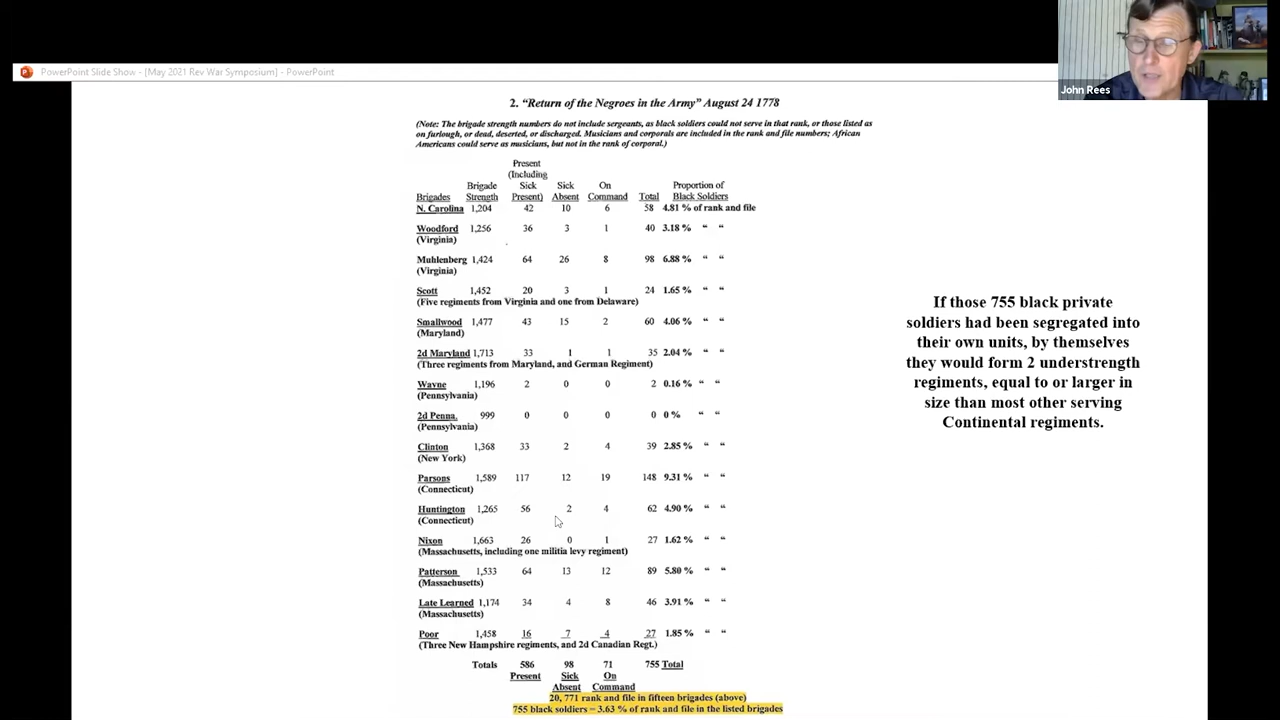 PowerPoint Slide Show - [May 2021 Rev War Symposium] - PowerPoint
John Rees
2. “Return of the Negroes in the Army” August 24 1778
(Note: The brigade strength numbers do not include sergeants, as black soldiers could not serve in that rank, or those listed as
on furlough, or dead, deserted, or discharged. Musicians and corporals are included in the rank and file numbers; African
Americans could serve as musicians, but not in the rank of corporal.)
Present
(Including
Brigade Sick Sick On Proportion of
Brigades Strength Present) Absent Command Total Black Soldiers
N. Carolina 1,204 42 10 6 58 4.81 % of rank and file
Woodford 1,256 36 3 1 40 3.18 % “ “
(Virginia)
Muhlenberg 1,424 64 26 8 98 6.88 % “ “
(Virginia)
Scott 1,452 20 3 1 24 1.65 % “ “
(Five regiments from Virginia and one from Delaware)
Smallwood 1,477 43 15 2 60 4.06 % “ “
(Maryland)
2d Maryland 1,713 33 1 1 35 2.04 % “ “
(Three regiments from Maryland, and German Regiment)
Wayne 1,196 2 0 0 2 0.16 % “ “
(Pennsylvania)
2d Penna. 999 0 0 0 0 0 % “ “
(Pennsylvania)
Clinton 1,368 33 2 4 39 2.85 % “ “
(New York)
Parsons 1,589 117 12 19 148 9.31 % “ “
(Connecticut)
Huntington 1,265 56 2 4 62 4.90 % “ “
(Connecticut)
Nixon 1,663 26 0 1 27 1.62 % “ “
(Massachusetts, including one militia levy regiment)
Patterson 1,533 64 13 12 89 5.80 % “ “
(Massachusetts)
Late Learned 1,174 34 4 8 46 3.91 % “ “
(Massachusetts)
Poor 1,458 16 7 4 27 1.85 % “ “
(Three New Hampshire regiments, and 2d Canadian Regt.)
Totals 586 98 71 755 Total
Present Sick On
Absent Command
20, 771 rank and file in fifteen brigades (above)
755 black soldiers = 3.63 % of rank and file in the listed brigades
If those 755 black private
soldiers had been segregated into
their own units, by themselves
they would form 2 understrength
regiments, equal to or larger in
size than most other serving
Continental regiments.